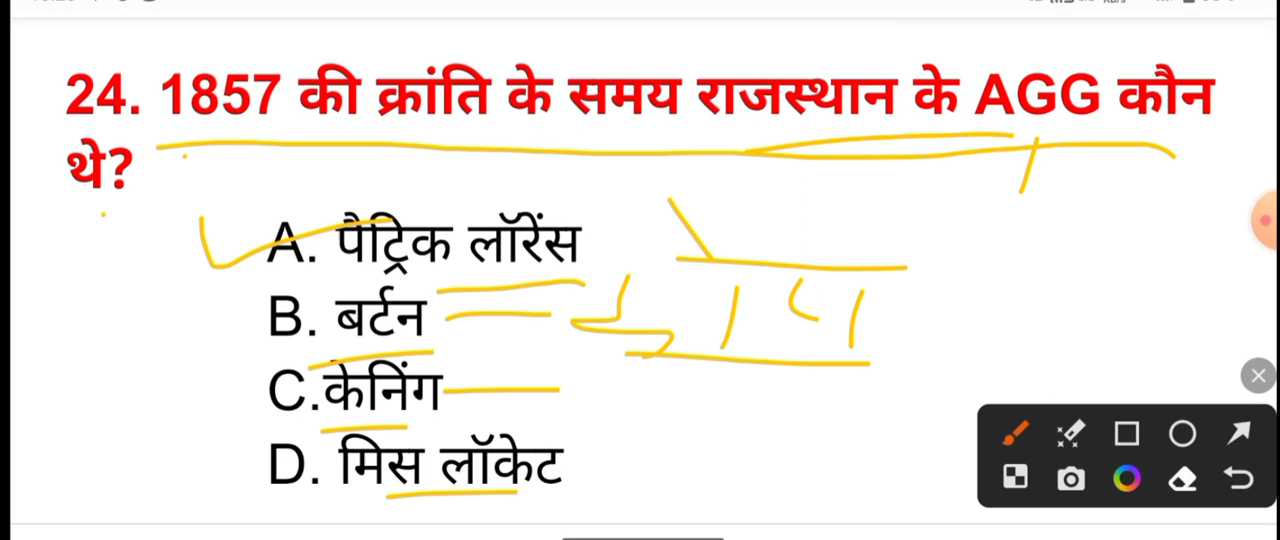 24. 1857 की क्रांति के समय राजस्थान के AGG कौन
थे?
A. पैट्रिक लॉरेंस
B. बर्टन
C.केनिंग
D. मिस लॉकेट